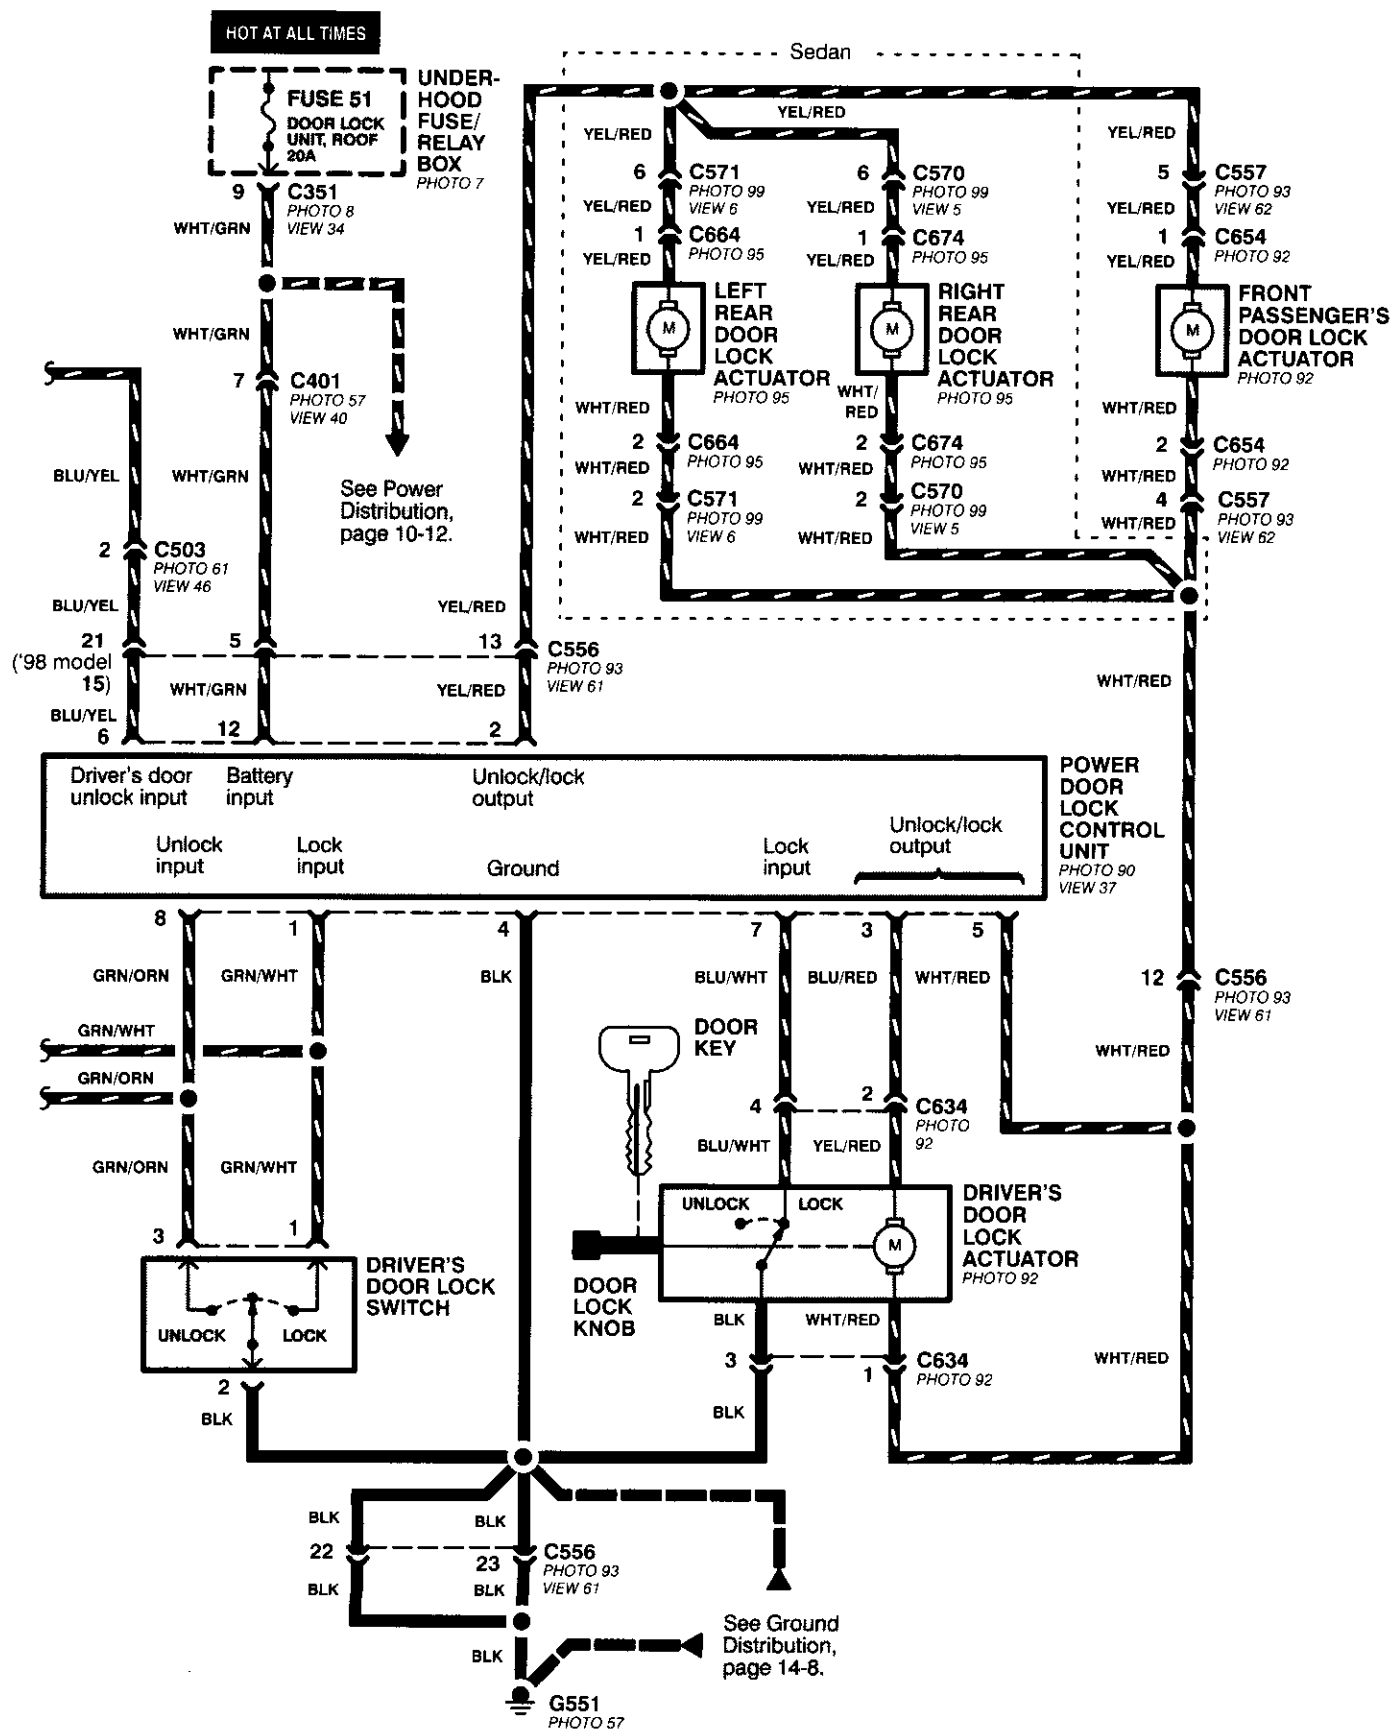 HOT AT ALL TIMES
FUSE 51
DOOR LOCK
UNIT, ROOF
20A
UNDER-
HOOD
FUSE/
RELAY
BOX
PHOTO 7
9
C351
PHOTO 8
VIEW 34
WHT/GRN
WHT/GRN
7
C401
PHOTO 57
VIEW 40
WHT/GRN
See Power
Distribution,
page 10-12.
BLU/YEL
2
C503
PHOTO 61
VIEW 46
BLU/YEL
21
('98 model
15)
5
13
C556
PHOTO 93
VIEW 61
YEL/RED
WHT/GRN
YEL/RED
BLU/YEL
6
12
2
Sedan
YEL/RED
YEL/RED
YEL/RED
6
C571
PHOTO 99
VIEW 6
6
C570
PHOTO 99
VIEW 5
5
C557
PHOTO 93
VIEW 62
YEL/RED
YEL/RED
YEL/RED
1
C664
PHOTO 95
1
C674
PHOTO 95
1
C654
PHOTO 92
YEL/RED
YEL/RED
YEL/RED
M
LEFT
REAR
DOOR
LOCK
ACTUATOR
PHOTO 95
M
RIGHT
REAR
DOOR
LOCK
ACTUATOR
PHOTO 95
M
FRONT
PASSENGER'S
DOOR LOCK
ACTUATOR
PHOTO 92
WHT/RED
WHT/
RED
WHT/RED
2
C664
PHOTO 95
2
C674
PHOTO 95
2
C654
PHOTO 92
WHT/RED
WHT/RED
WHT/RED
2
C571
PHOTO 99
VIEW 6
2
C570
PHOTO 99
VIEW 5
4
C557
PHOTO 93
VIEW 62
WHT/RED
WHT/RED
WHT/RED
WHT/RED
Driver's door
unlock input
Battery
input
Unlock/lock
output
Unlock
input
Lock
input
Ground
Lock
input
Unlock/lock
output
POWER
DOOR
LOCK
CONTROL
UNIT
PHOTO 90
VIEW 37
8
1
4
7
3
5
GRN/ORN
GRN/WHT
BLK
BLU/WHT
BLU/RED
WHT/RED
12
C556
PHOTO 93
VIEW 61
GRN/WHT
GRN/ORN
DOOR
KEY
WHT/RED
4
2
C634
PHOTO
92
GRN/ORN
GRN/WHT
BLU/WHT
YEL/RED
3
1
UNLOCK
LOCK
M
DRIVER'S
DOOR
LOCK
ACTUATOR
PHOTO 92
DRIVER'S
DOOR LOCK
SWITCH
UNLOCK
LOCK
DOOR
LOCK
KNOB
BLK
WHT/RED
3
1
C634
PHOTO 92
WHT/RED
2
BLK
BLK
BLK
BLK
22
23
C556
PHOTO 93
VIEW 61
BLK
BLK
See Ground
Distribution,
page 14-8.
BLK
G551
PHOTO 57